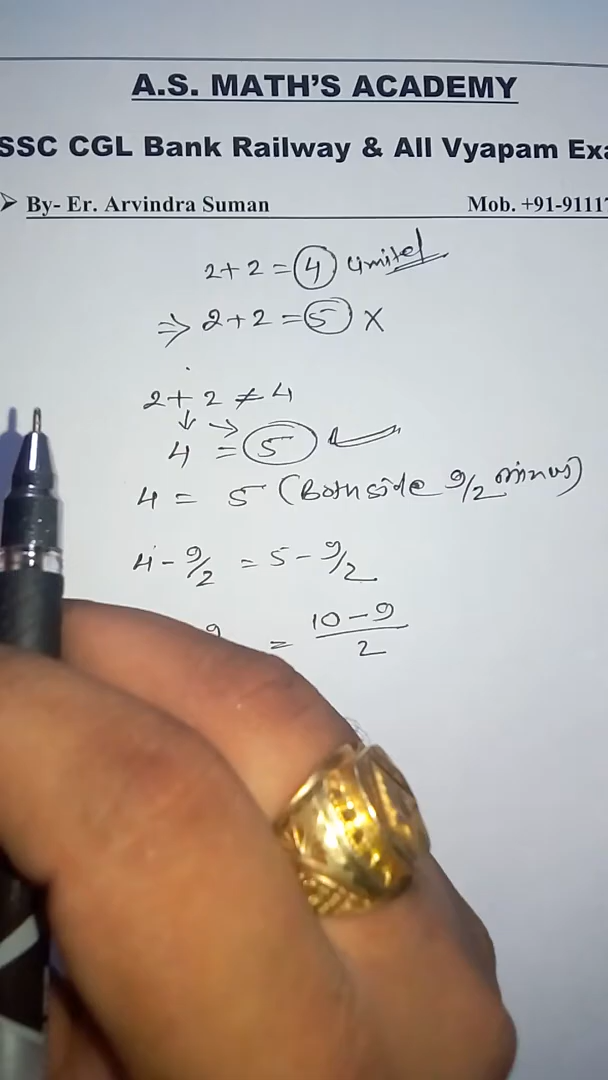 A.S. MATH'S ACADEMY
SSC CGL Bank Railway & All Vyapam Exa
➢ By- Er. Arvindra Suman Mob. +91-9111
2+2 = 4
⇒ 2+2 = 5 X
2 + 2 ≠ 4
↓ →
4 = 5
4 = 5 (Both side 9/2 minus)
4 - 9/2 = 5 - 9/2
9 = 10-9
2